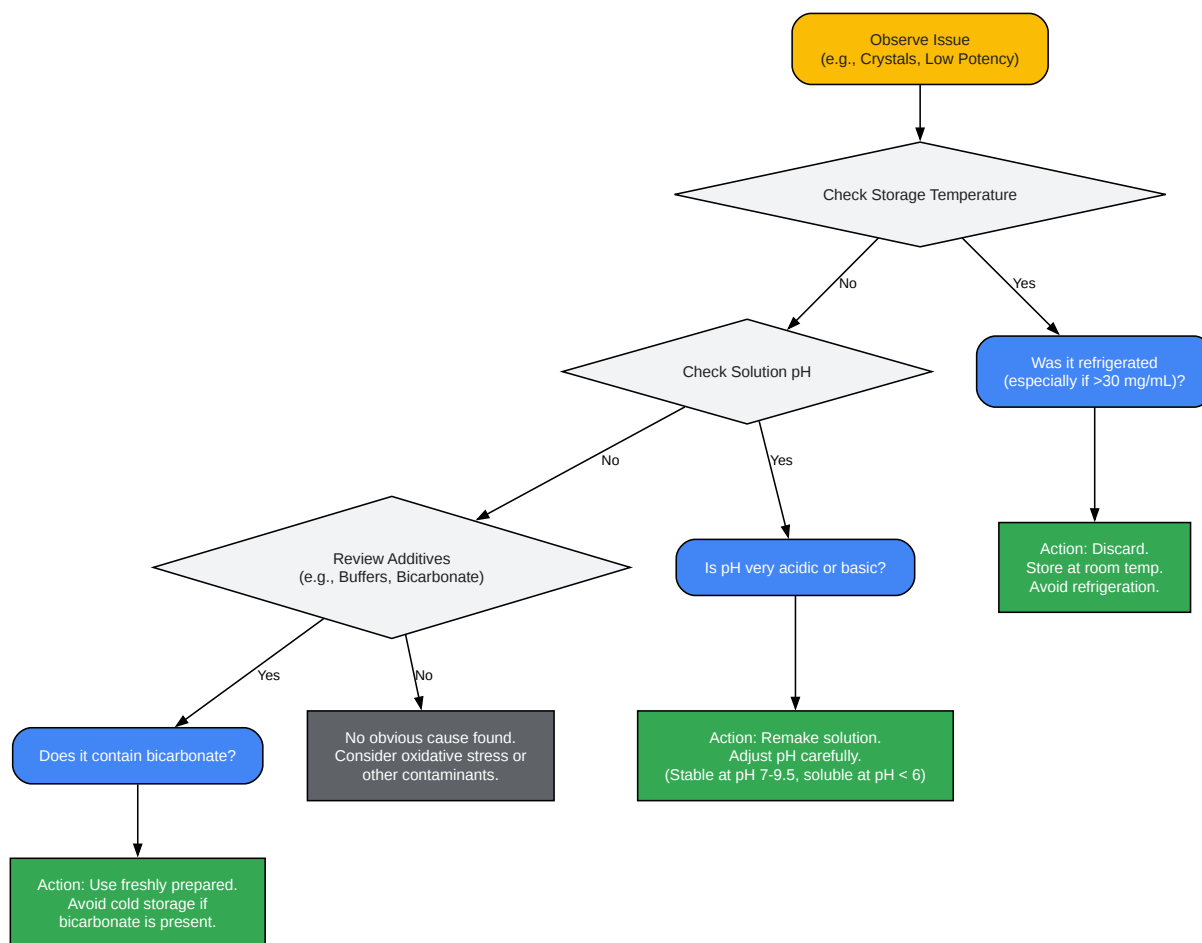 Observe Issue
(e.g., Crystals, Low Potency)
Check Storage Temperature
No
Yes
Check Solution pH
Was it refrigerated
(especially if >30 mg/mL)?
No
Yes
Review Additives
(e.g., Buffers, Bicarbonate)
Is pH very acidic or basic?
Action: Discard.
Store at room temp.
Avoid refrigeration.
Yes
No
Does it contain bicarbonate?
No obvious cause found.
Consider oxidative stress or
other contaminants.
Action: Remake solution.
Adjust pH carefully.
(Stable at pH 7-9.5, soluble at pH < 6)
Action: Use freshly prepared.
Avoid cold storage if
bicarbonate is present.